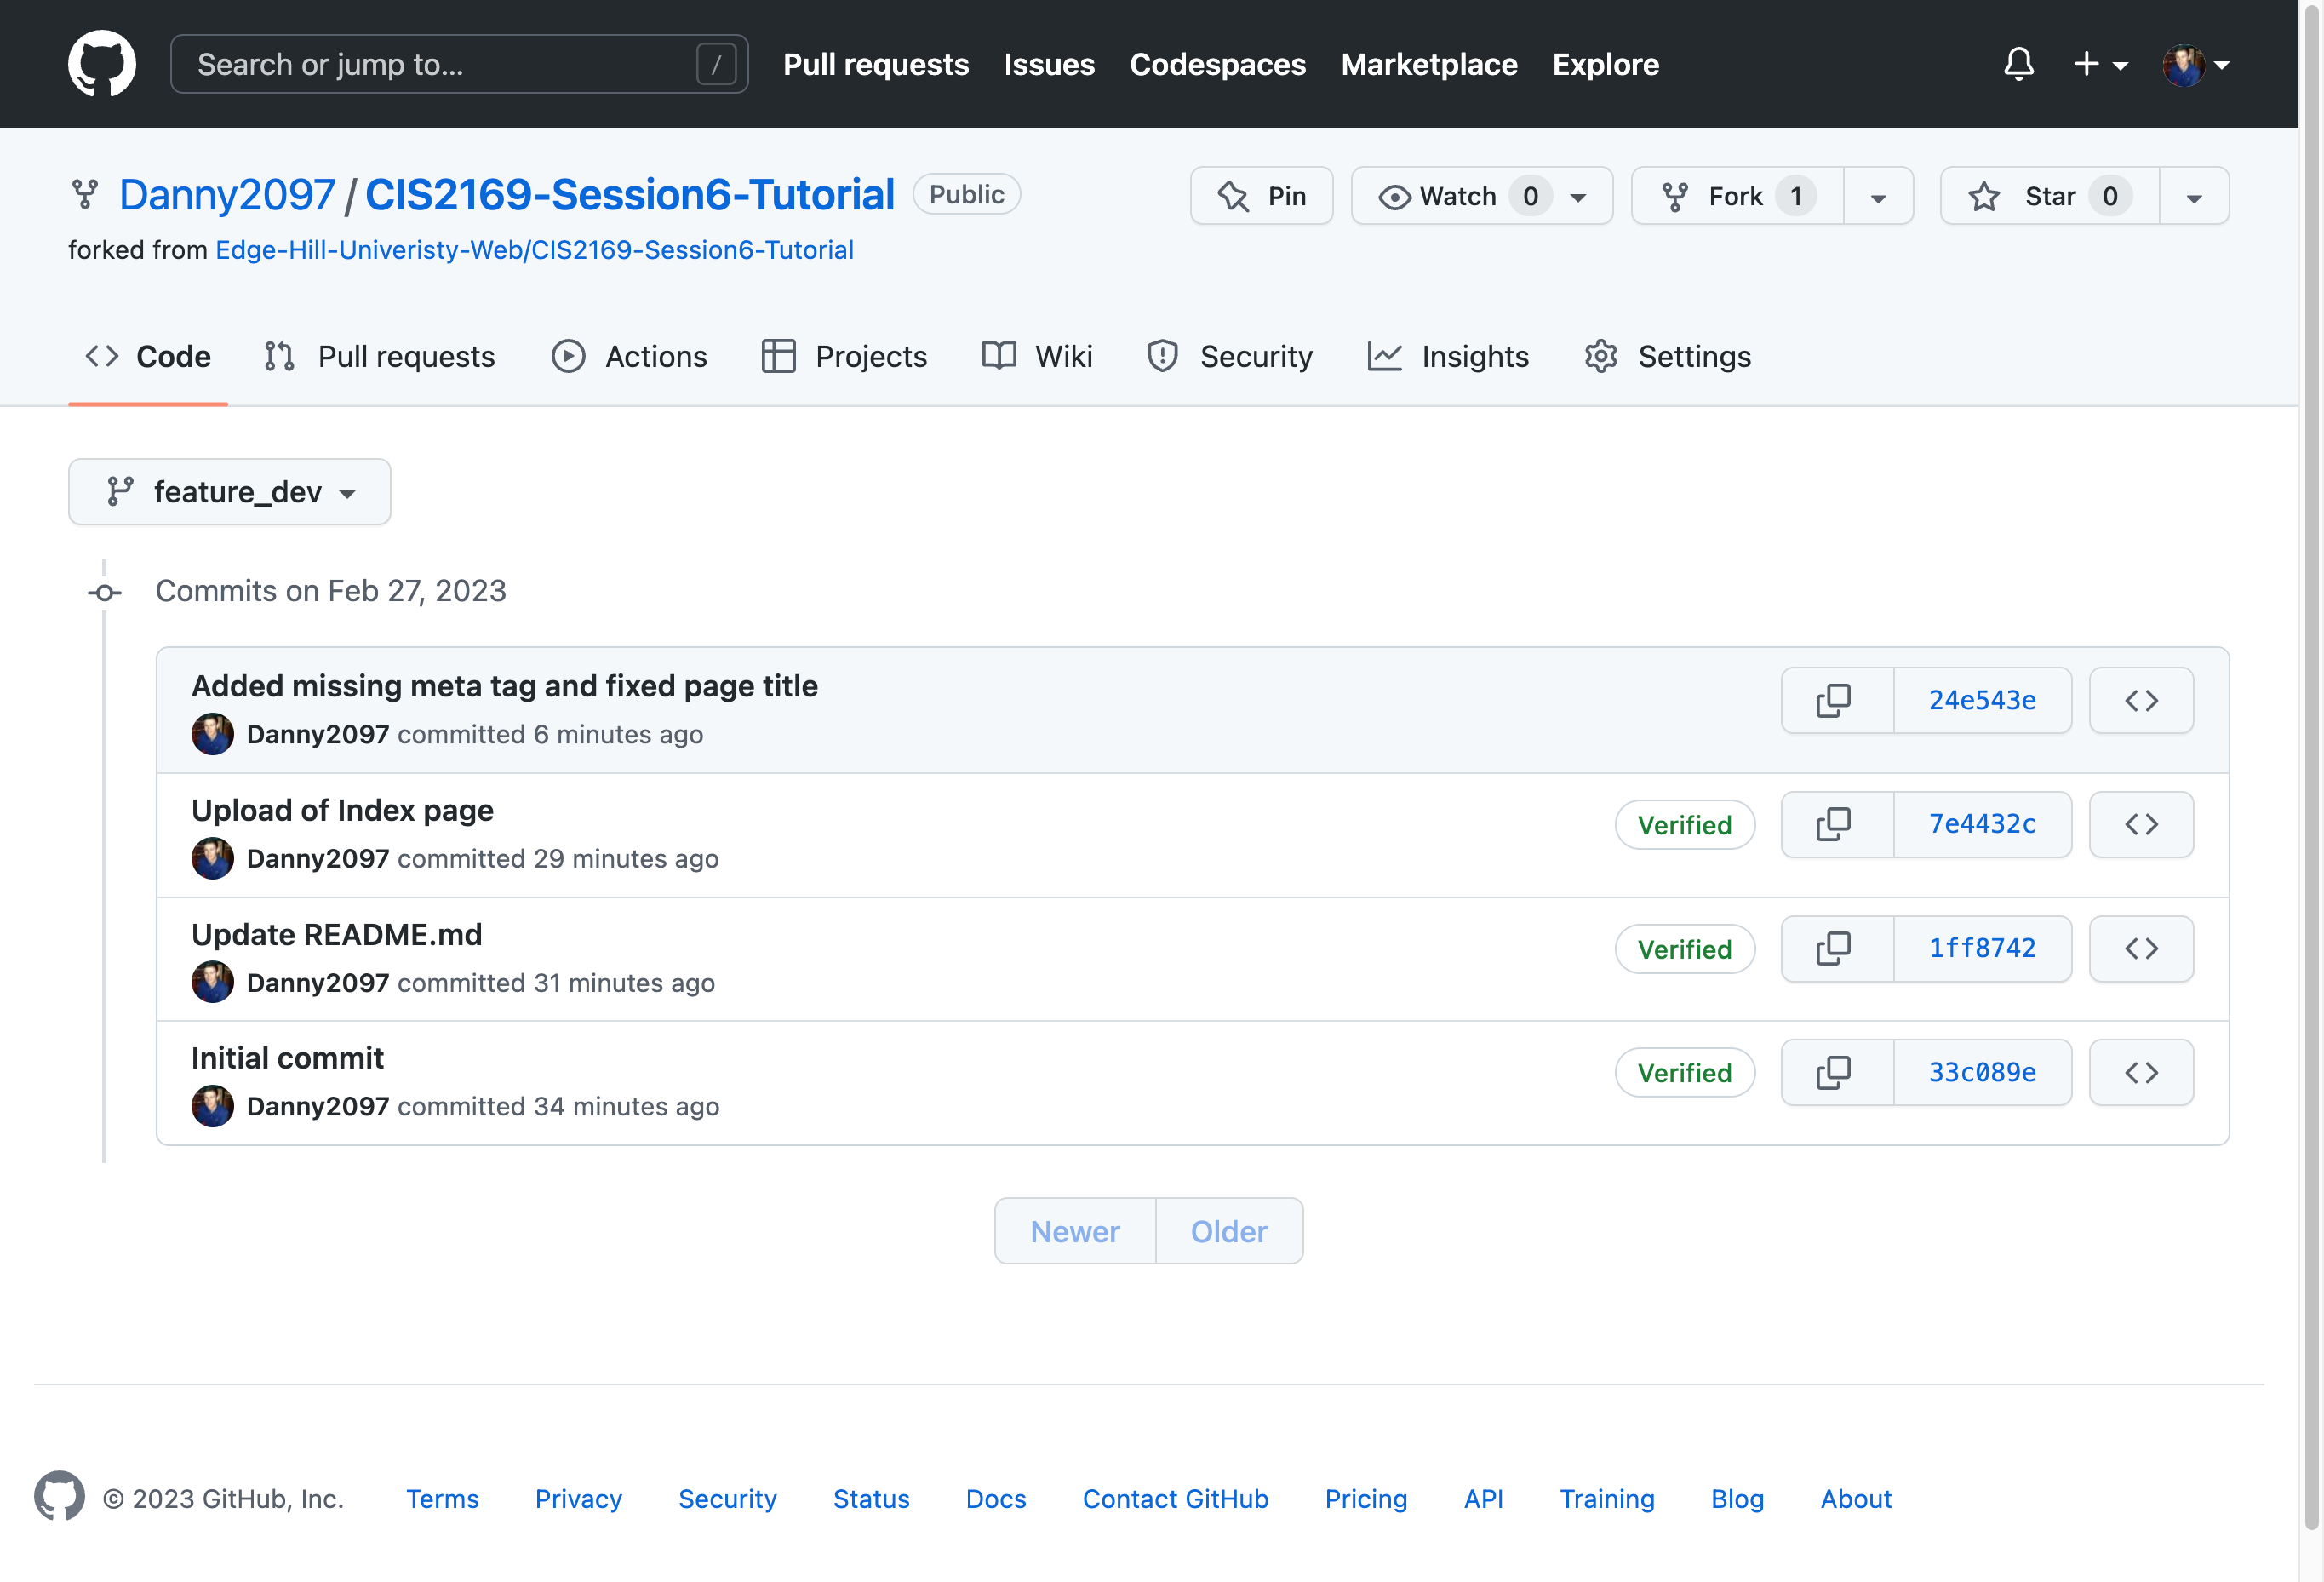 Search or jump to... /
Pull requests Issues Codespaces Marketplace Explore
Danny2097 / CIS2169-Session6-Tutorial Public
Pin Watch 0 Fork 1 Star 0
forked from Edge-Hill-Univeristy-Web/CIS2169-Session6-Tutorial
Code Pull requests Actions Projects Wiki Security Insights Settings
feature_dev
Commits on Feb 27, 2023
Added missing meta tag and fixed page title
Danny2097 committed 6 minutes ago
24e543e
Upload of Index page
Danny2097 committed 29 minutes ago
Verified 7e4432c
Update README.md
Danny2097 committed 31 minutes ago
Verified 1ff8742
Initial commit
Danny2097 committed 34 minutes ago
Verified 33c089e
Newer Older
© 2023 GitHub, Inc. Terms Privacy Security Status Docs Contact GitHub Pricing API Training Blog About